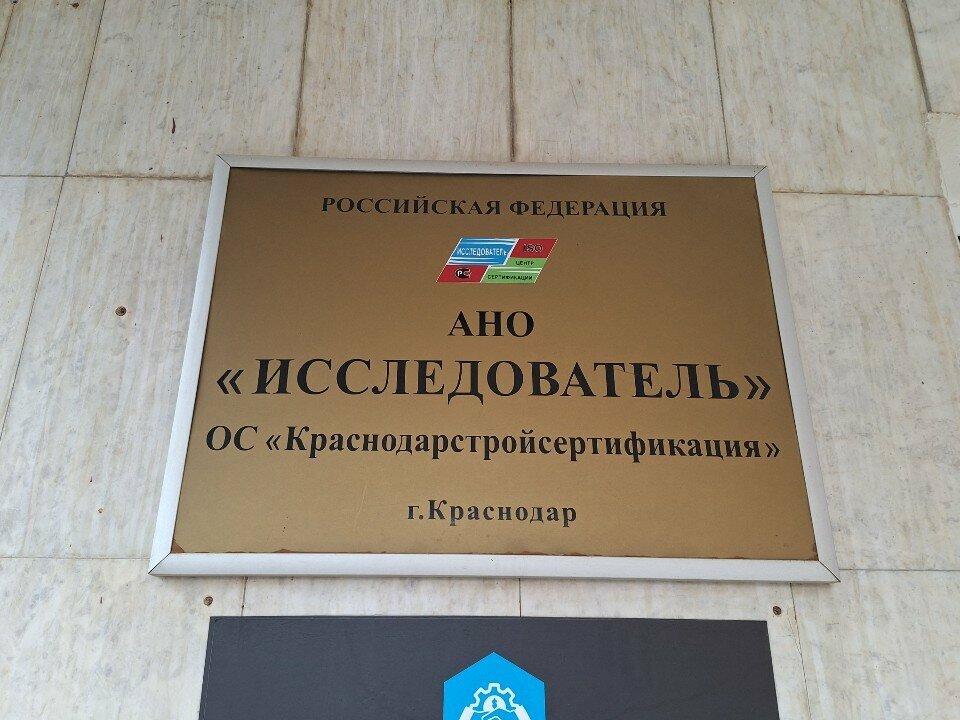 РОССИЙСКАЯ ФЕДЕРАЦИЯ
ИССЛЕДОВАТЕЛЬ
ISO
ЦЕНТР
РС
СЕРТИФИКАЦИИ
АНО
«ИССЛЕДОВАТЕЛЬ»
ОС «Краснодарстройсертификация»
г.Краснодар